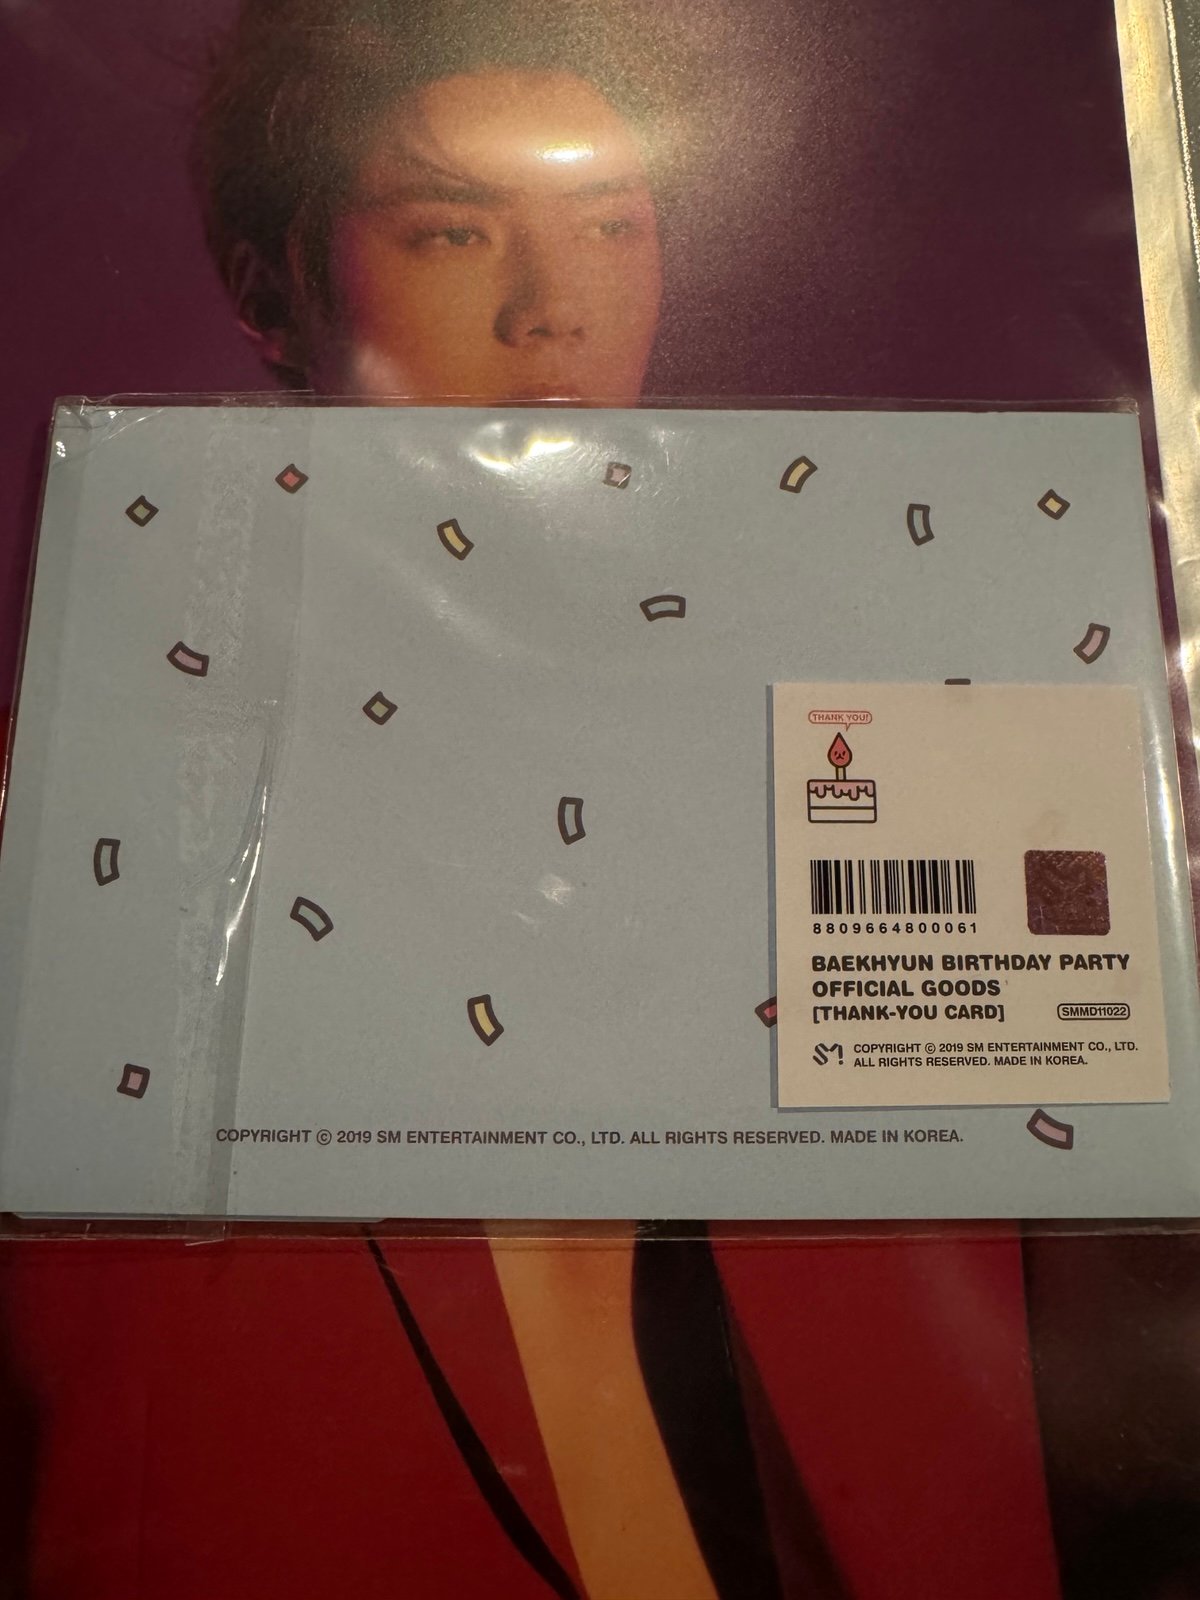 THANK YOU!
8809664800061
BAEKHYUN BIRTHDAY PARTY
OFFICIAL GOODS
[THANK-YOU CARD] SMMD11022
SM COPYRIGHT © 2019 SM ENTERTAINMENT CO., LTD.
ALL RIGHTS RESERVED. MADE IN KOREA.
COPYRIGHT © 2019 SM ENTERTAINMENT CO., LTD. ALL RIGHTS RESERVED. MADE IN KOREA.